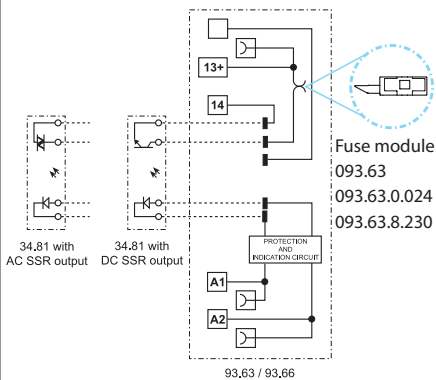 13+
14
Fuse module
093.63
093.63.0.024
093.63.8.230
34.81 with
AC SSR output
34.81 with
DC SSR output
PROTECTION
AND
INDICATION CIRCUIT
A1
A2
93.63 / 93.66